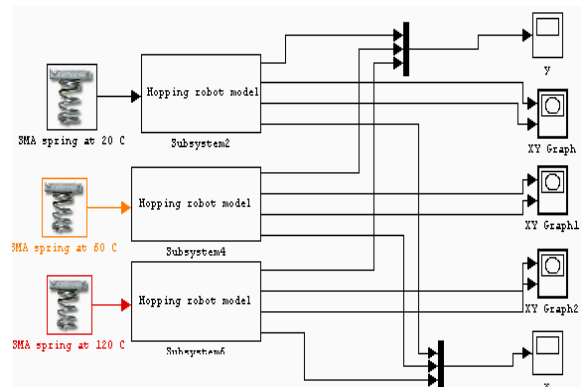 y
Hopping robot model
SMA spring at 20 C
Subsystem2
XY Graph
Hopping robot model
SMA spring at 60 C
Subsystem4
XY Graph1
Hopping robot model
SMA spring at 120 C
Subsystem6
XY Graph2
x